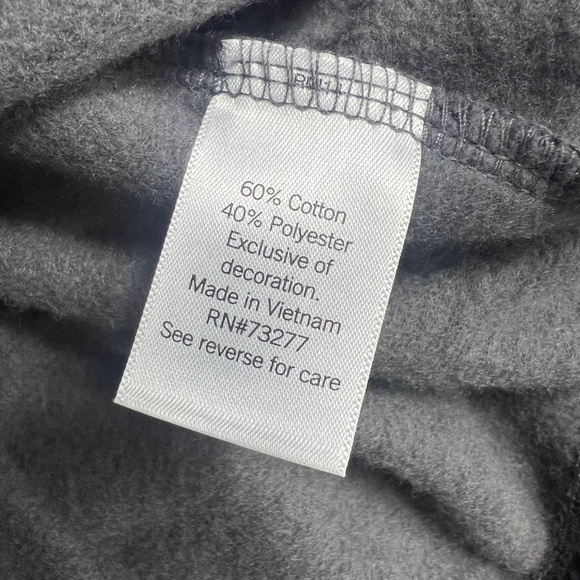 60% Cotton
40% Polyester
Exclusive of
decoration.
Made in Vietnam
RN#73277
See reverse for care